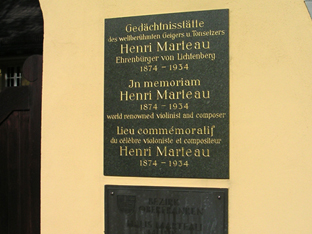 Gedächtnisstätte
des weltberühmten Geigers u. Tonsetzers
Henri Marteau
Ehrenbürger von Lichtenberg
1874 - 1934
In memoriam
Henri Marteau
1874 - 1934
world renowned violinist and composer
Lieu commémoratif
du célèbre violoniste et compositeur
Henri Marteau
1874 - 1934